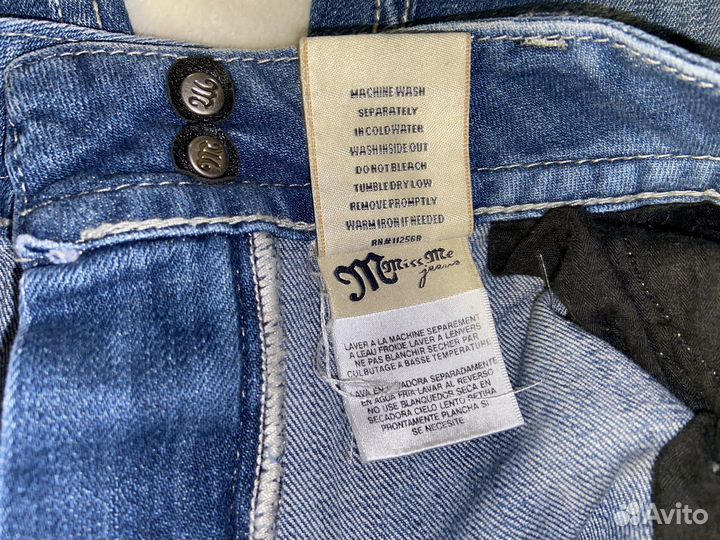 MACHINE WASH
SEPARATELY
IN COLD WATER
WASH INSIDE OUT
DO NOT BLEACH
TUMBLE DRY LOW
REMOVE PROMPTLY
WARM IRON IF NEEDED
RN#112568
M Miss Me
jeans
LAVER A LA MACHINE SEPAREMENT
A LEAU FROIDE LAVER A LENVERS
NE PAS BLANCHIR SECHER PAR
CULBUTAGE A BASSE TEMPERATURE
LAVA EN LAVADORA SEPARADAMENTE
EN AGUA FRIA LAVAR AL REVERSO
NO USE BLANQUEDOR SECA EN
SECADORA CIELO LENTO RETIRA
PRONTAMENTE PLANCHA SI
SE NECESITE
Avito